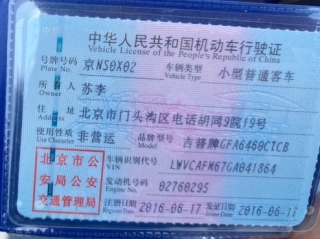 中华人民共和国机动车行驶证
Vehicle License of the People's Republic of China
号牌号码 京NS0X02 车辆类型 小型普通客车
Plate No. Vehicle Type
所有人 苏李
Owner
住址 北京市门头沟区电话胡同9院19号
Address
使用性质 非营运 品牌型号 吉普牌GFA6460CTCB
Use Character Model
北京市公 车辆识别代号 LWVCAFM67GA041864
VIN
安局公安 发动机号码 02760295
Engine No.
交通管理局 注册日期 2016-06-17 发证日期 2016-06-17
Register Date Issue Date